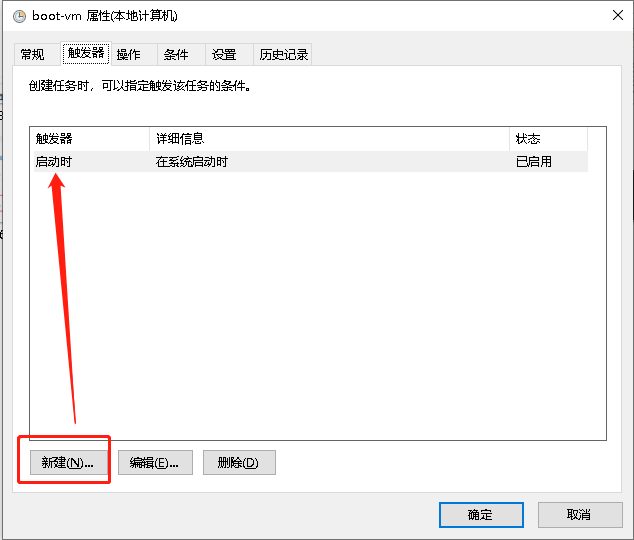 boot-vm 属性(本地计算机)
常规 触发器 操作 条件 设置 历史记录
创建任务时，可以指定触发该任务的条件。
触发器 详细信息 状态
启动时 在系统启动时 已启用
新建(N)... 编辑(E)... 删除(D)
确定 取消